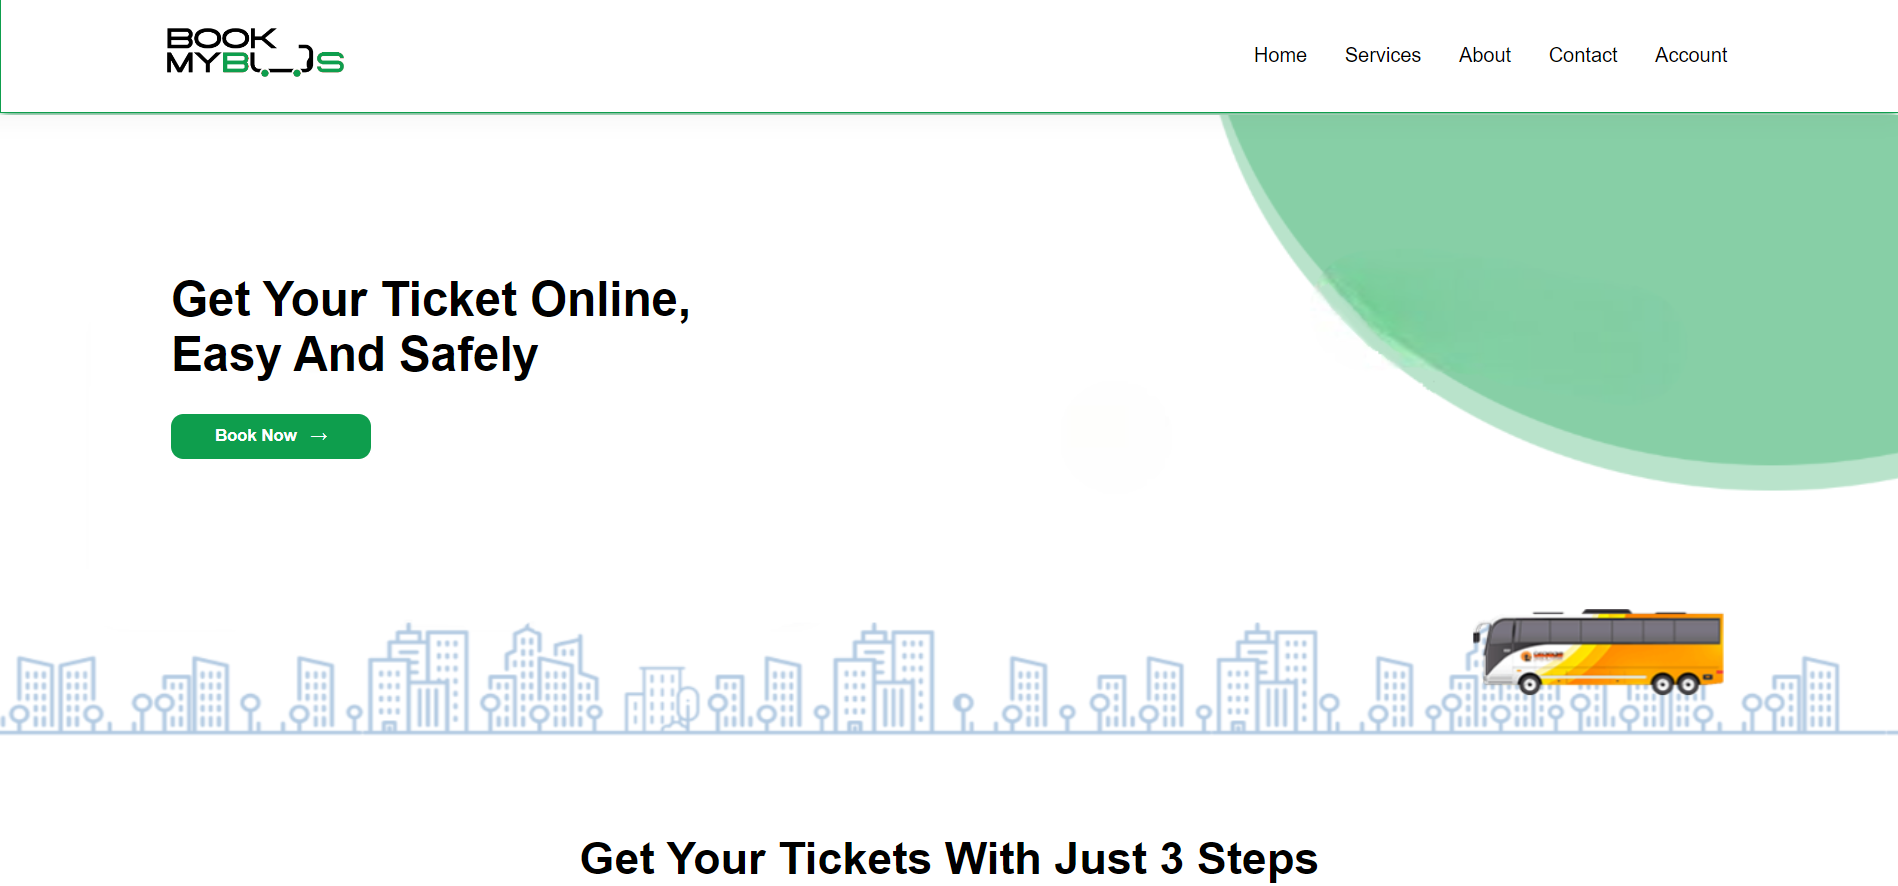 BOOK
MYBUS
Home Services About Contact Account
Get Your Ticket Online,
Easy And Safely
Book Now →
Get Your Tickets With Just 3 Steps